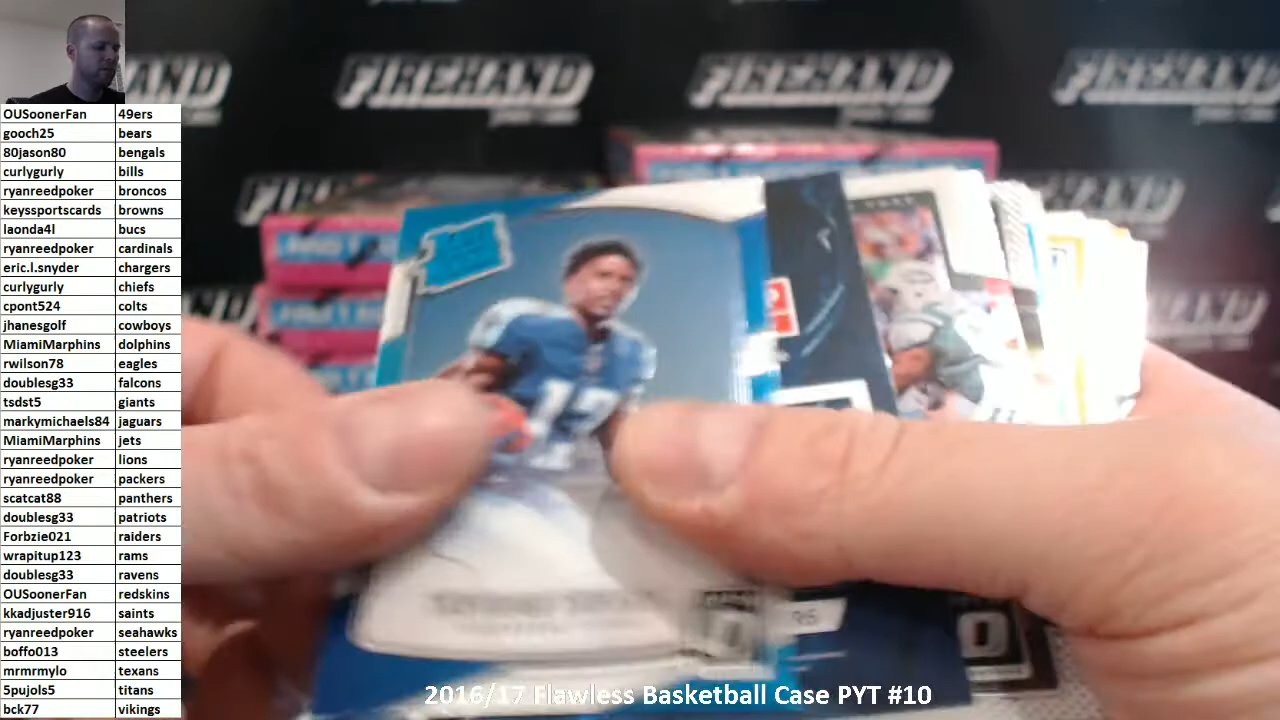 FIREHAND
FIREHAND
FIREHAND
OUSoonerFan 49ers
gooch25 bears
80jason80 bengals
curlygurly bills
ryanreedpoker broncos
keyssportscards browns
laonda4l bucs
ryanreedpoker cardinals
eric.l.snyder chargers
curlygurly chiefs
cpont524 colts
jhanesgolf cowboys
MiamiMarphins dolphins
rwilson78 eagles
doublesg33 falcons
tsdst5 giants
markymichaels84 jaguars
MiamiMarphins jets
ryanreedpoker lions
ryanreedpoker packers
scatcat88 panthers
doublesg33 patriots
Forbzie021 raiders
wrapitup123 rams
doublesg33 ravens
OUSoonerFan redskins
kkadjuster916 saints
ryanreedpoker seahawks
boffo013 steelers
mrmrmylo texans
5pujols5 titans
bck77 vikings
2016/17 Flawless Basketball Case PYT #10